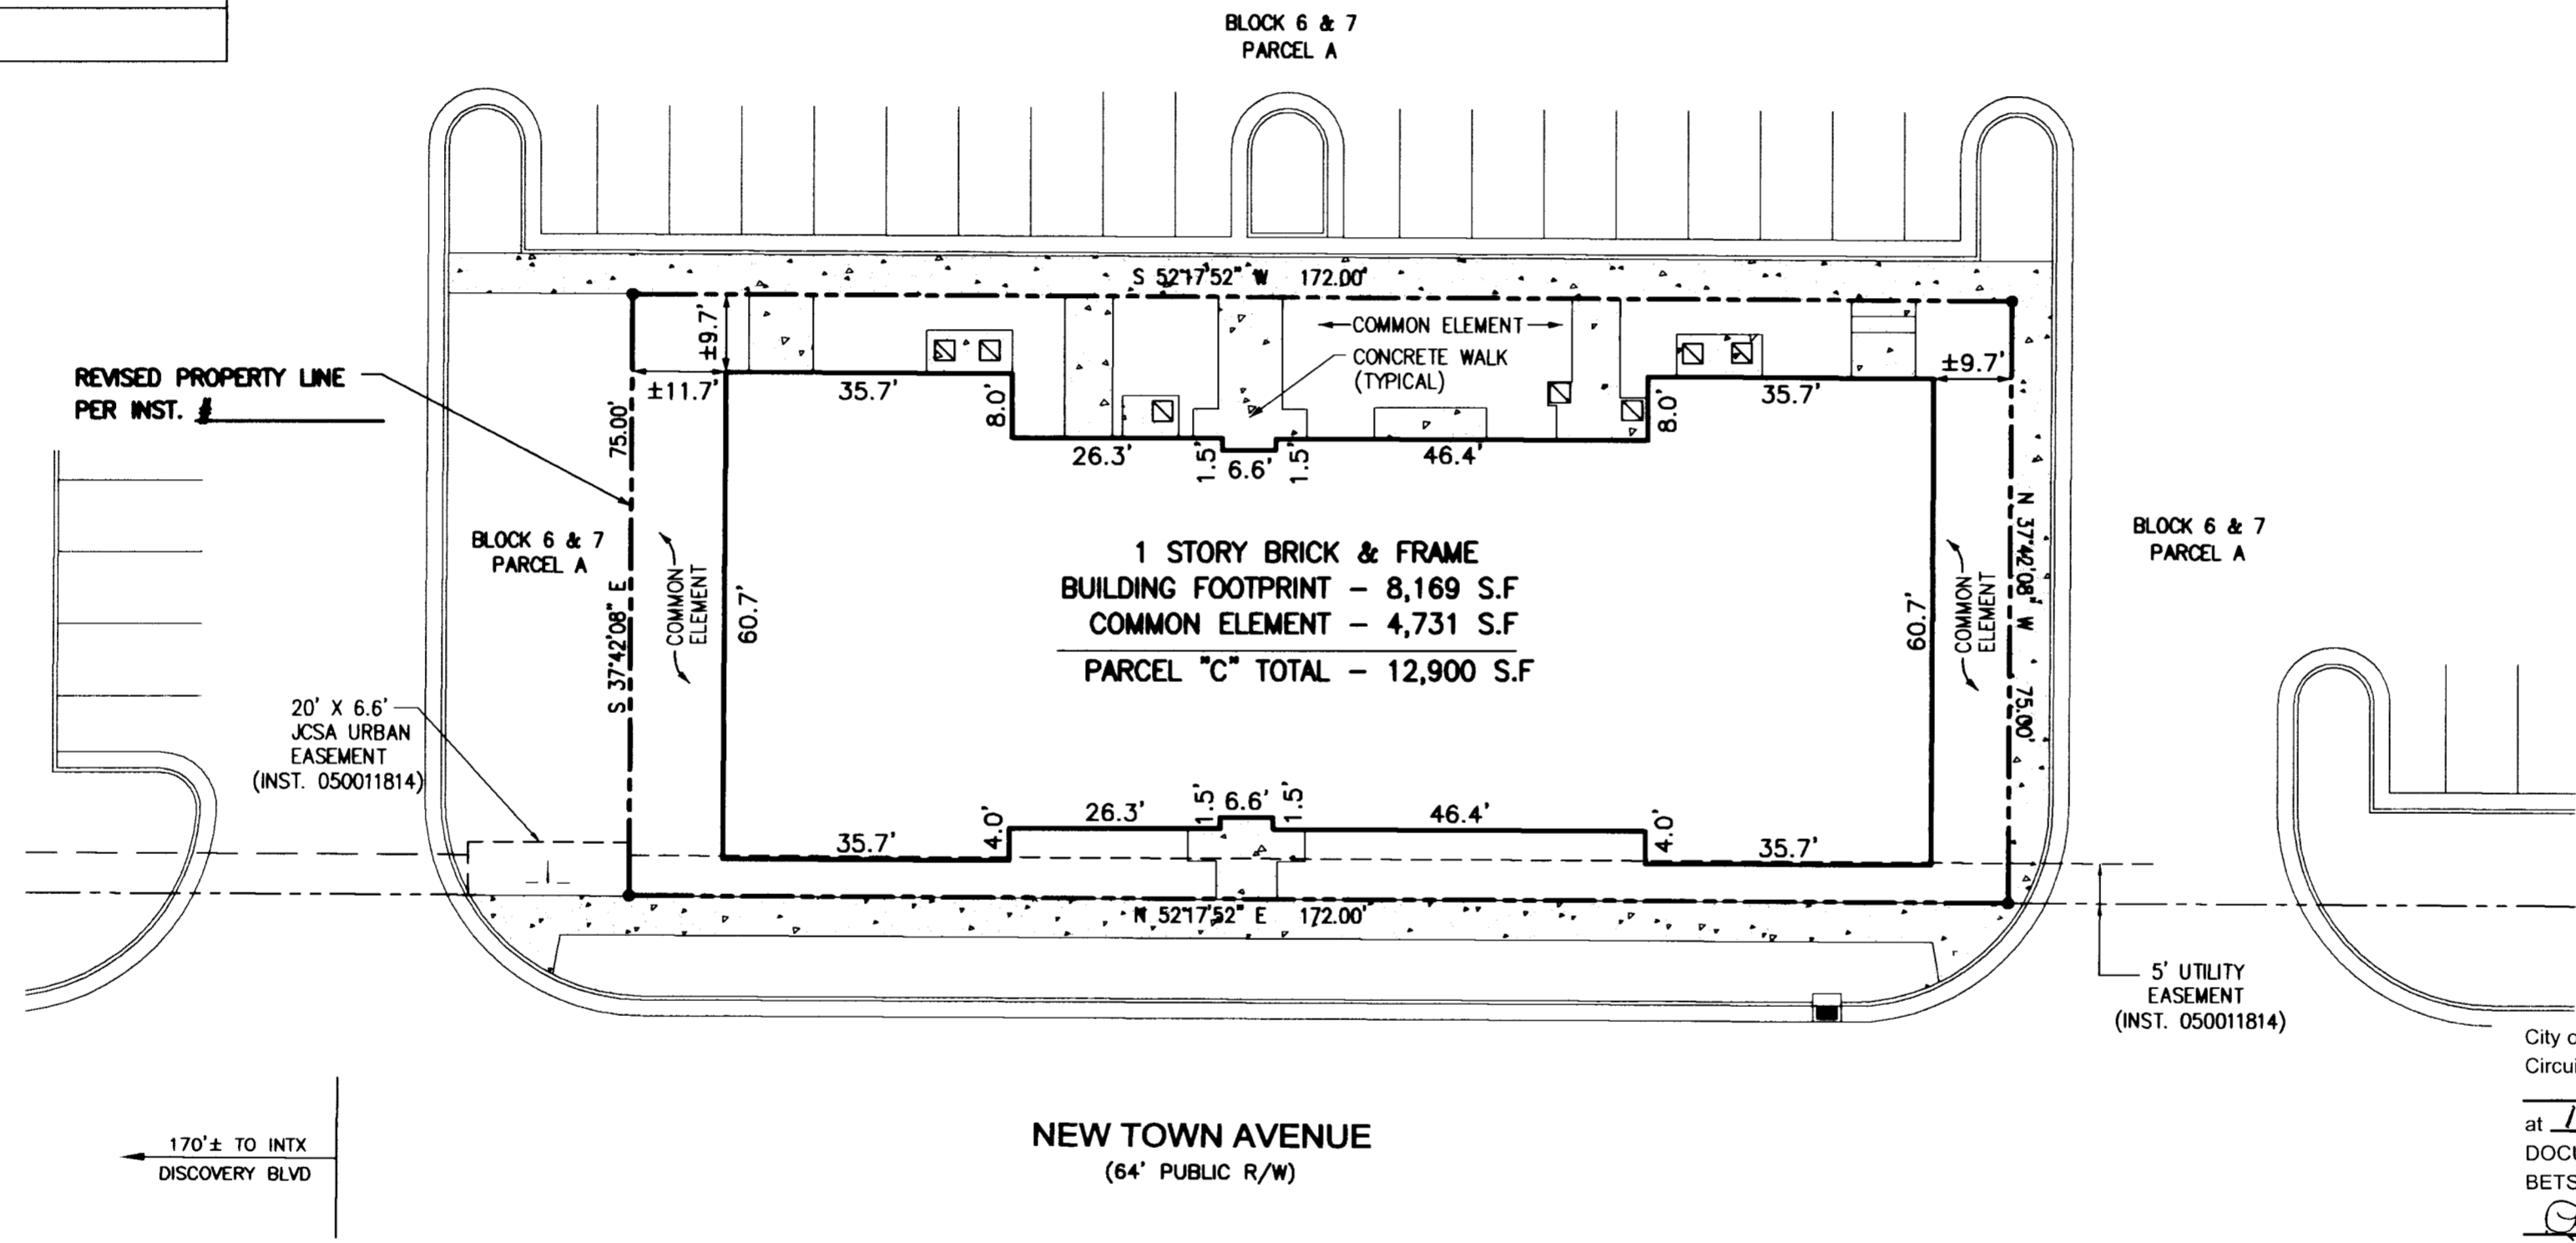 BLOCK 6 & 7
PARCEL A
S 52°17'52" W 172.00'
±9.7'
COMMON ELEMENT
CONCRETE WALK
(TYPICAL)
REVISED PROPERTY LINE
PER INST. #
±11.7'
35.7'
8.0'
8.0'
35.7'
±9.7'
75.00'
26.3'
1.5'
6.6'
1.5'
46.4'
BLOCK 6 & 7
PARCEL A
S 37°42'08" E
COMMON
ELEMENT
60.7'
1 STORY BRICK & FRAME
BUILDING FOOTPRINT – 8,169 S.F
COMMON ELEMENT – 4,731 S.F
PARCEL "C" TOTAL – 12,900 S.F
60.7'
COMMON
ELEMENT
N 37°42'08" W 75.00'
BLOCK 6 & 7
PARCEL A
20' X 6.6'
JCSA URBAN
EASEMENT
(INST. 050011814)
35.7'
4.0'
26.3'
1.5'
6.6'
1.5'
46.4'
4.0'
35.7'
N 52°17'52" E 172.00'
5' UTILITY
EASEMENT
(INST. 050011814)
City
Circui
at
DOCU
BETS
NEW TOWN AVENUE
(64' PUBLIC R/W)
170'± TO INTX
DISCOVERY BLVD